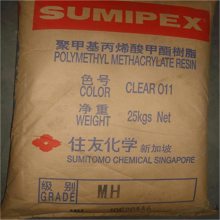 SUMIPEX
聚甲基丙烯酸甲酯樹脂
POLYMETHYL METHACRYLATE RESIN
色号 CLEAR 011
COLOR
净重 25kgs Net
WEIGHT
住友化学 新加坡
SUMITOMO CHEMICAL SINGAPORE
级别 MH
GRADE